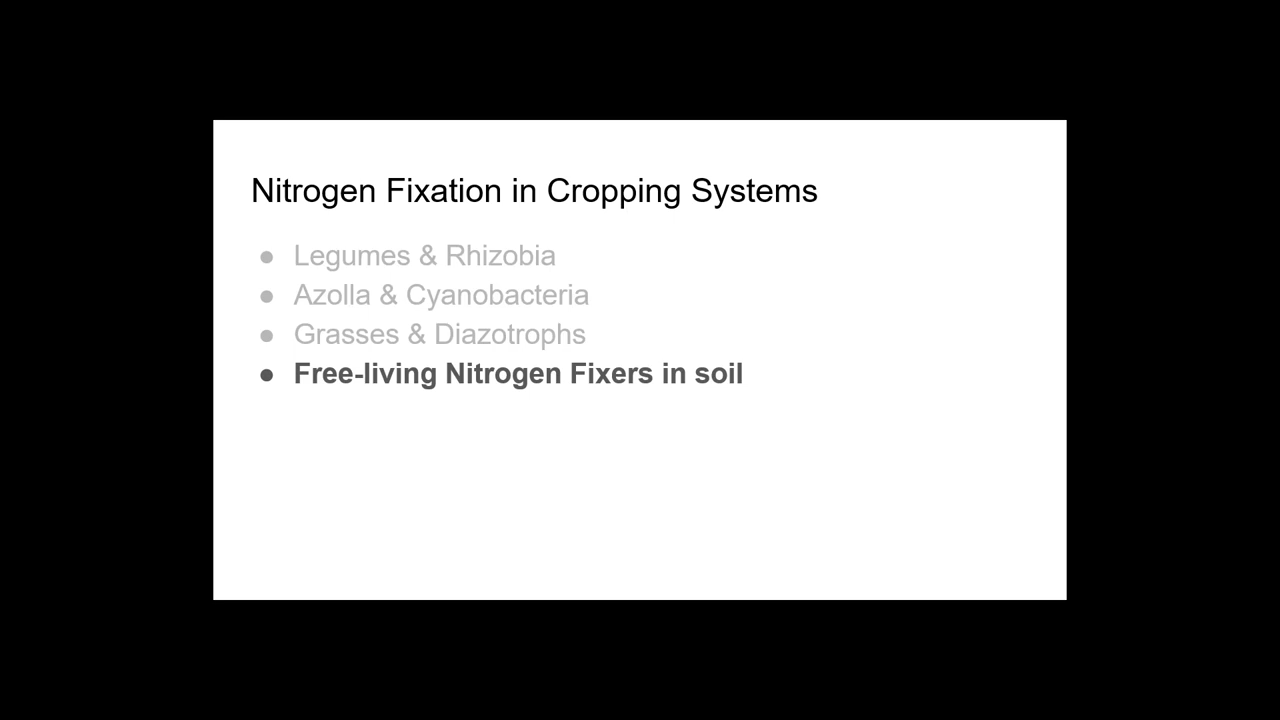 Nitrogen Fixation in Cropping Systems
● Legumes & Rhizobia
● Azolla & Cyanobacteria
● Grasses & Diazotrophs
● Free-living Nitrogen Fixers in soil